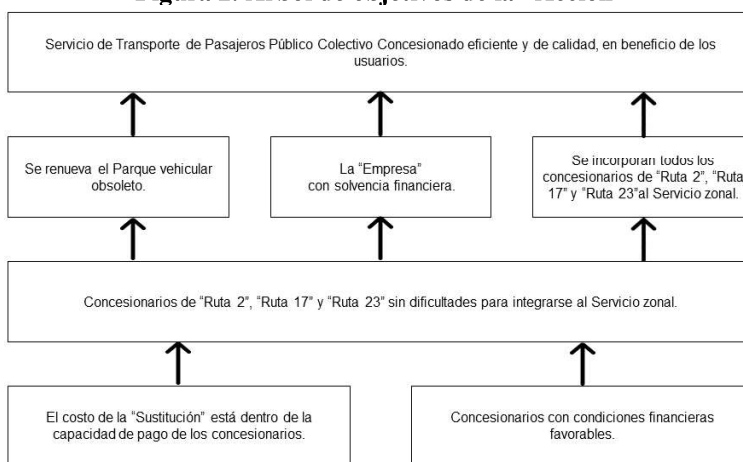 Figura 2. Árbol de objetivos de la "Acción"
Servicio de Transporte de Pasajeros Público Colectivo Concesionado eficiente y de calidad, en beneficio de los
usuarios.
Se renueva el Parque vehicular
obsoleto.
La "Empresa"
con solvencia financiera.
Se incorporan todos los
concesionarios de "Ruta 2", "Ruta
17" y "Ruta 23"al Servicio zonal.
Concesionarios de "Ruta 2", "Ruta 17" y "Ruta 23" sin dificultades para integrarse al Servicio zonal.
El costo de la "Sustitución" está dentro de la
capacidad de pago de los concesionarios.
Concesionarios con condiciones financieras
favorables.